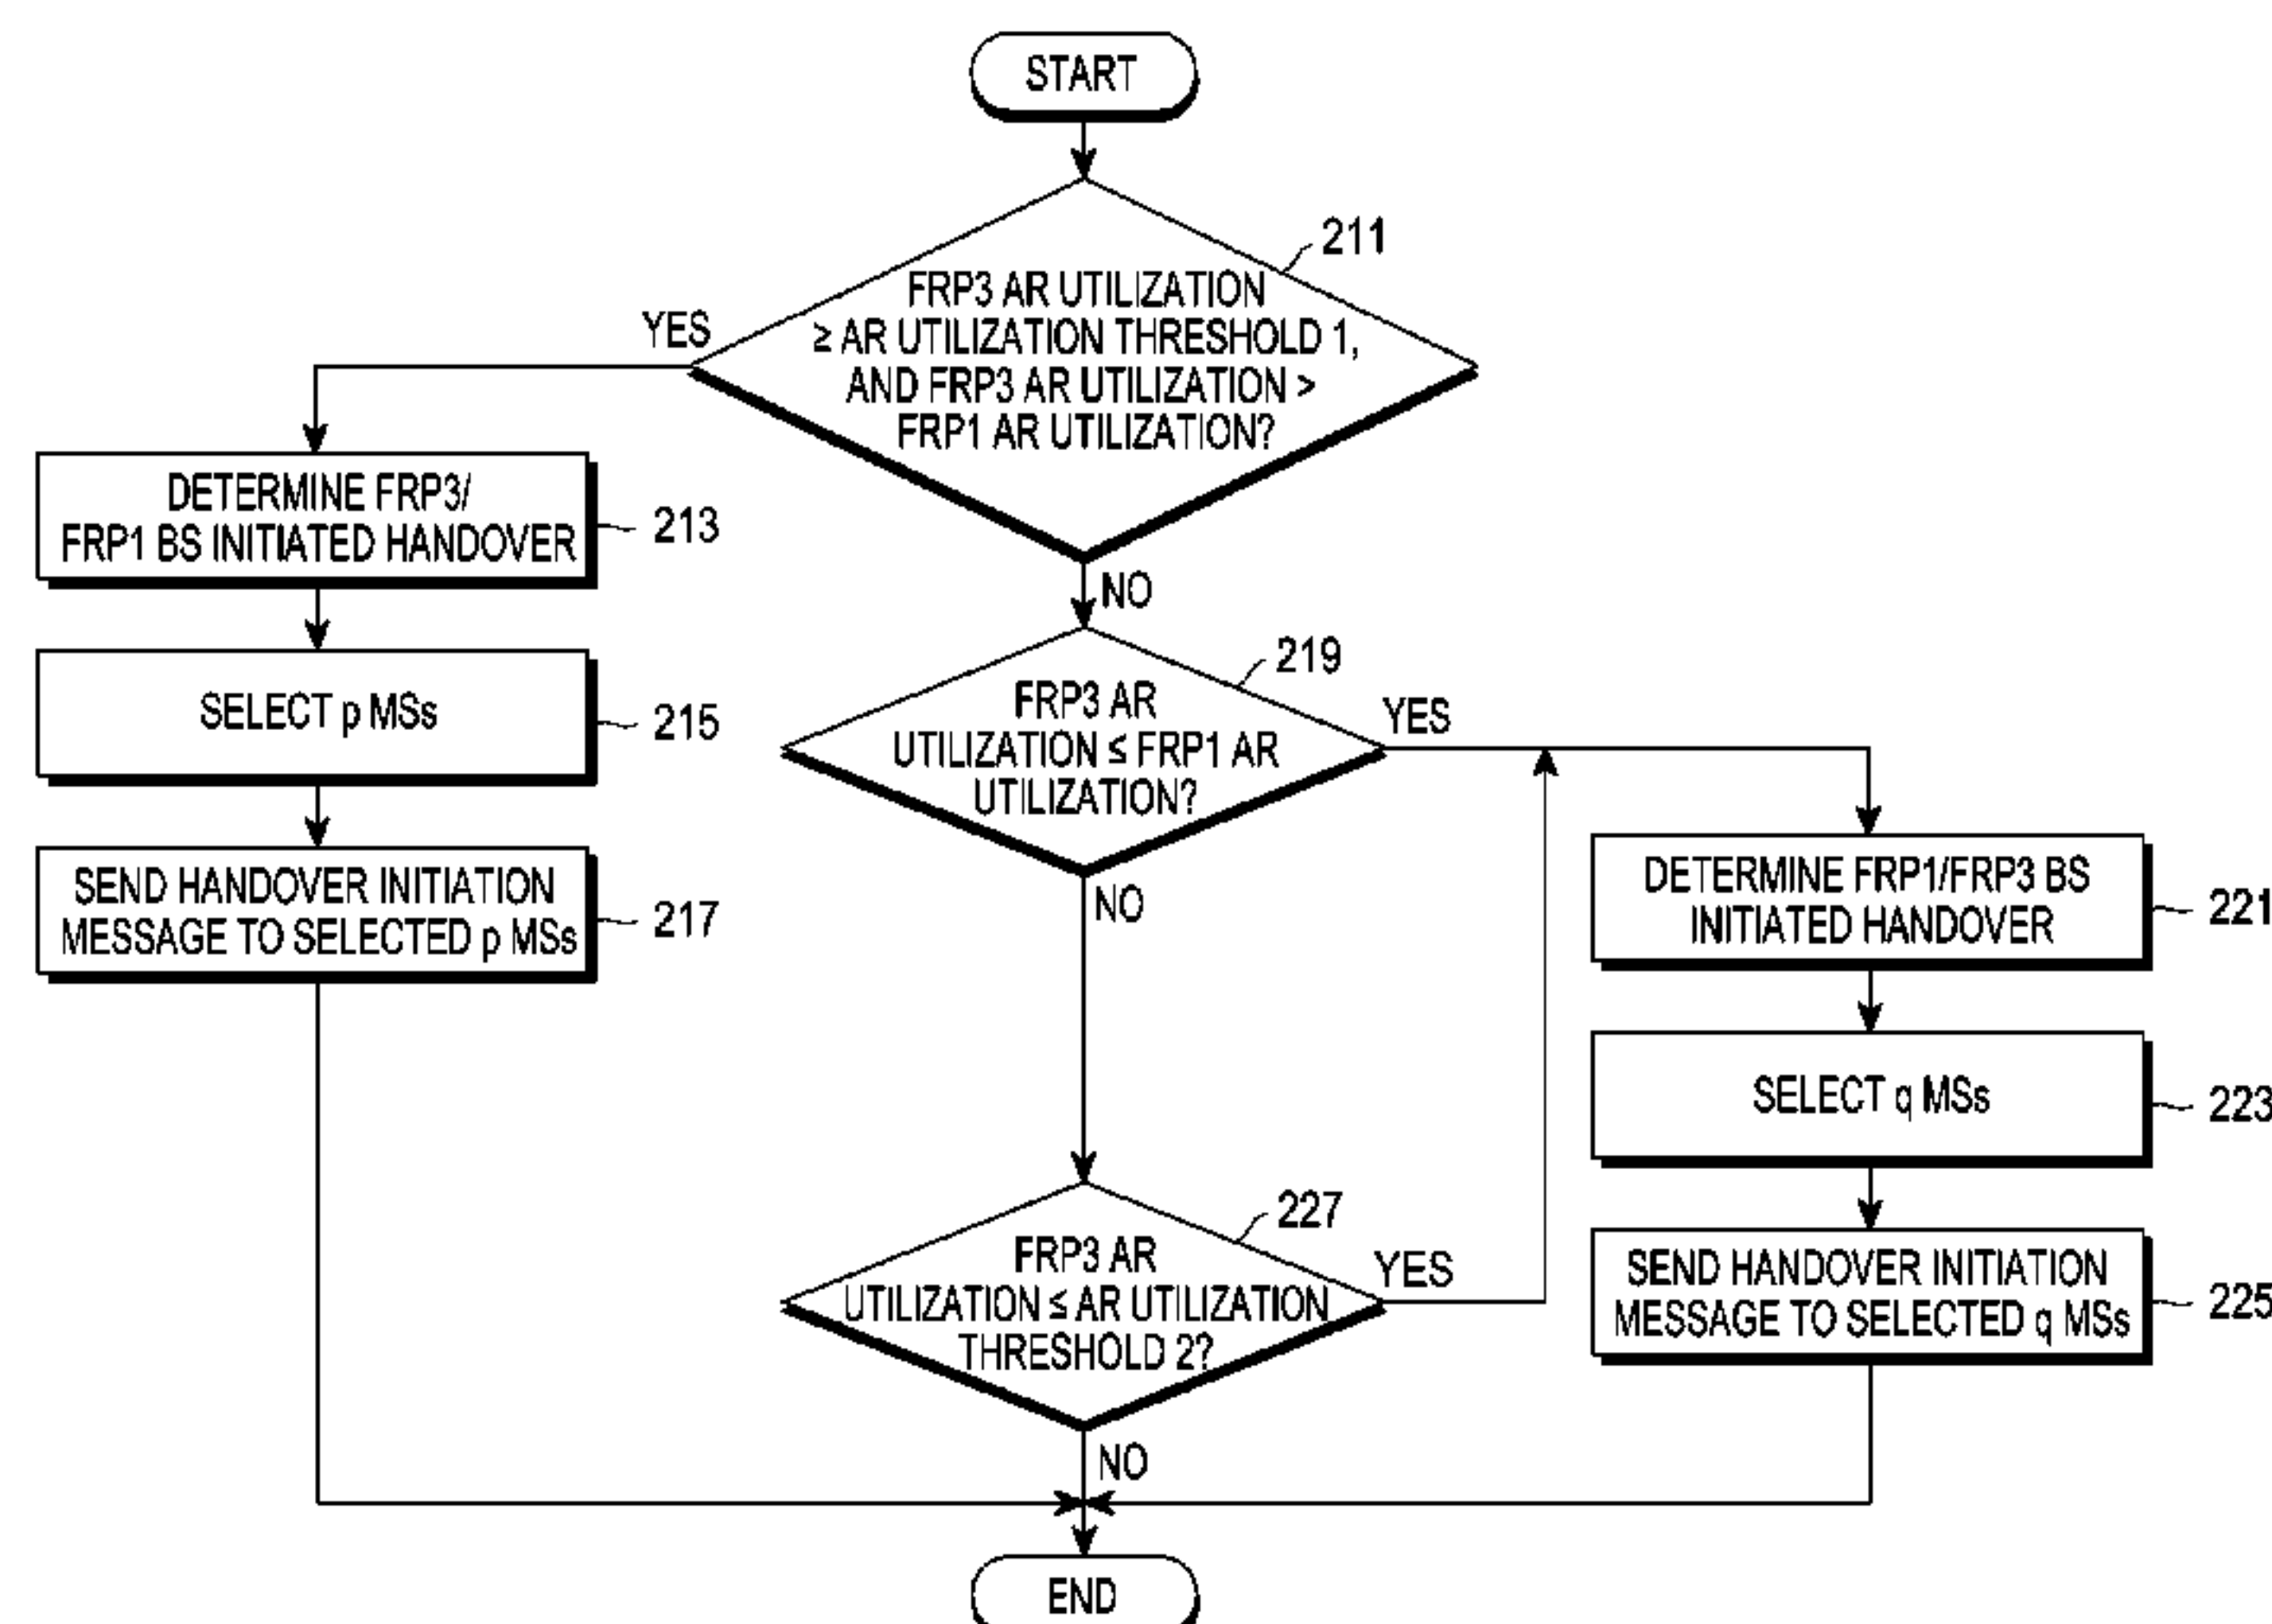 START
211
FRP3 AR UTILIZATION
≥ AR UTILIZATION THRESHOLD 1,
AND FRP3 AR UTILIZATION >
FRP1 AR UTILIZATION?
YES
NO
DETERMINE FRP3/
FRP1 BS INITIATED HANDOVER
213
SELECT p MSs
215
SEND HANDOVER INITIATION
MESSAGE TO SELECTED p MSs
217
219
FRP3 AR
UTILIZATION ≤ FRP1 AR
UTILIZATION?
YES
NO
DETERMINE FRP1/FRP3 BS
INITIATED HANDOVER
221
SELECT q MSs
223
SEND HANDOVER INITIATION
MESSAGE TO SELECTED q MSs
225
227
FRP3 AR
UTILIZATION ≤ AR UTILIZATION
THRESHOLD 2?
YES
NO
END